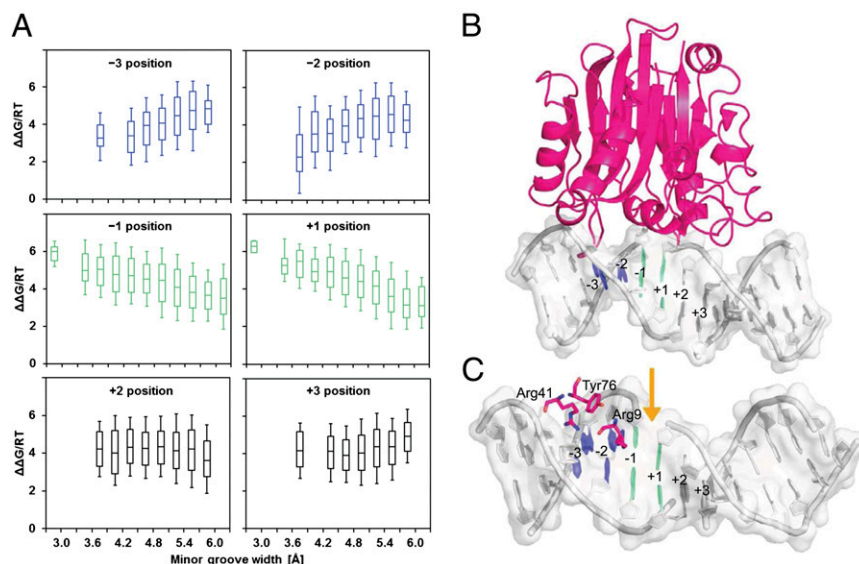 A
−3 position
−2 position
ΔΔG/RT
6
4
2
0
−1 position
+1 position
ΔΔG/RT
6
4
2
0
+2 position
+3 position
ΔΔG/RT
6
4
2
0
3.0 3.6 4.2 4.8 5.4 6.0 3.0 3.6 4.2 4.8 5.4 6.0
Minor groove width [Å]
B
-3 -2 -1 +1 +2 +3
C
Arg41 Tyr76
Arg9
-3 -2 -1 +1 +2 +3